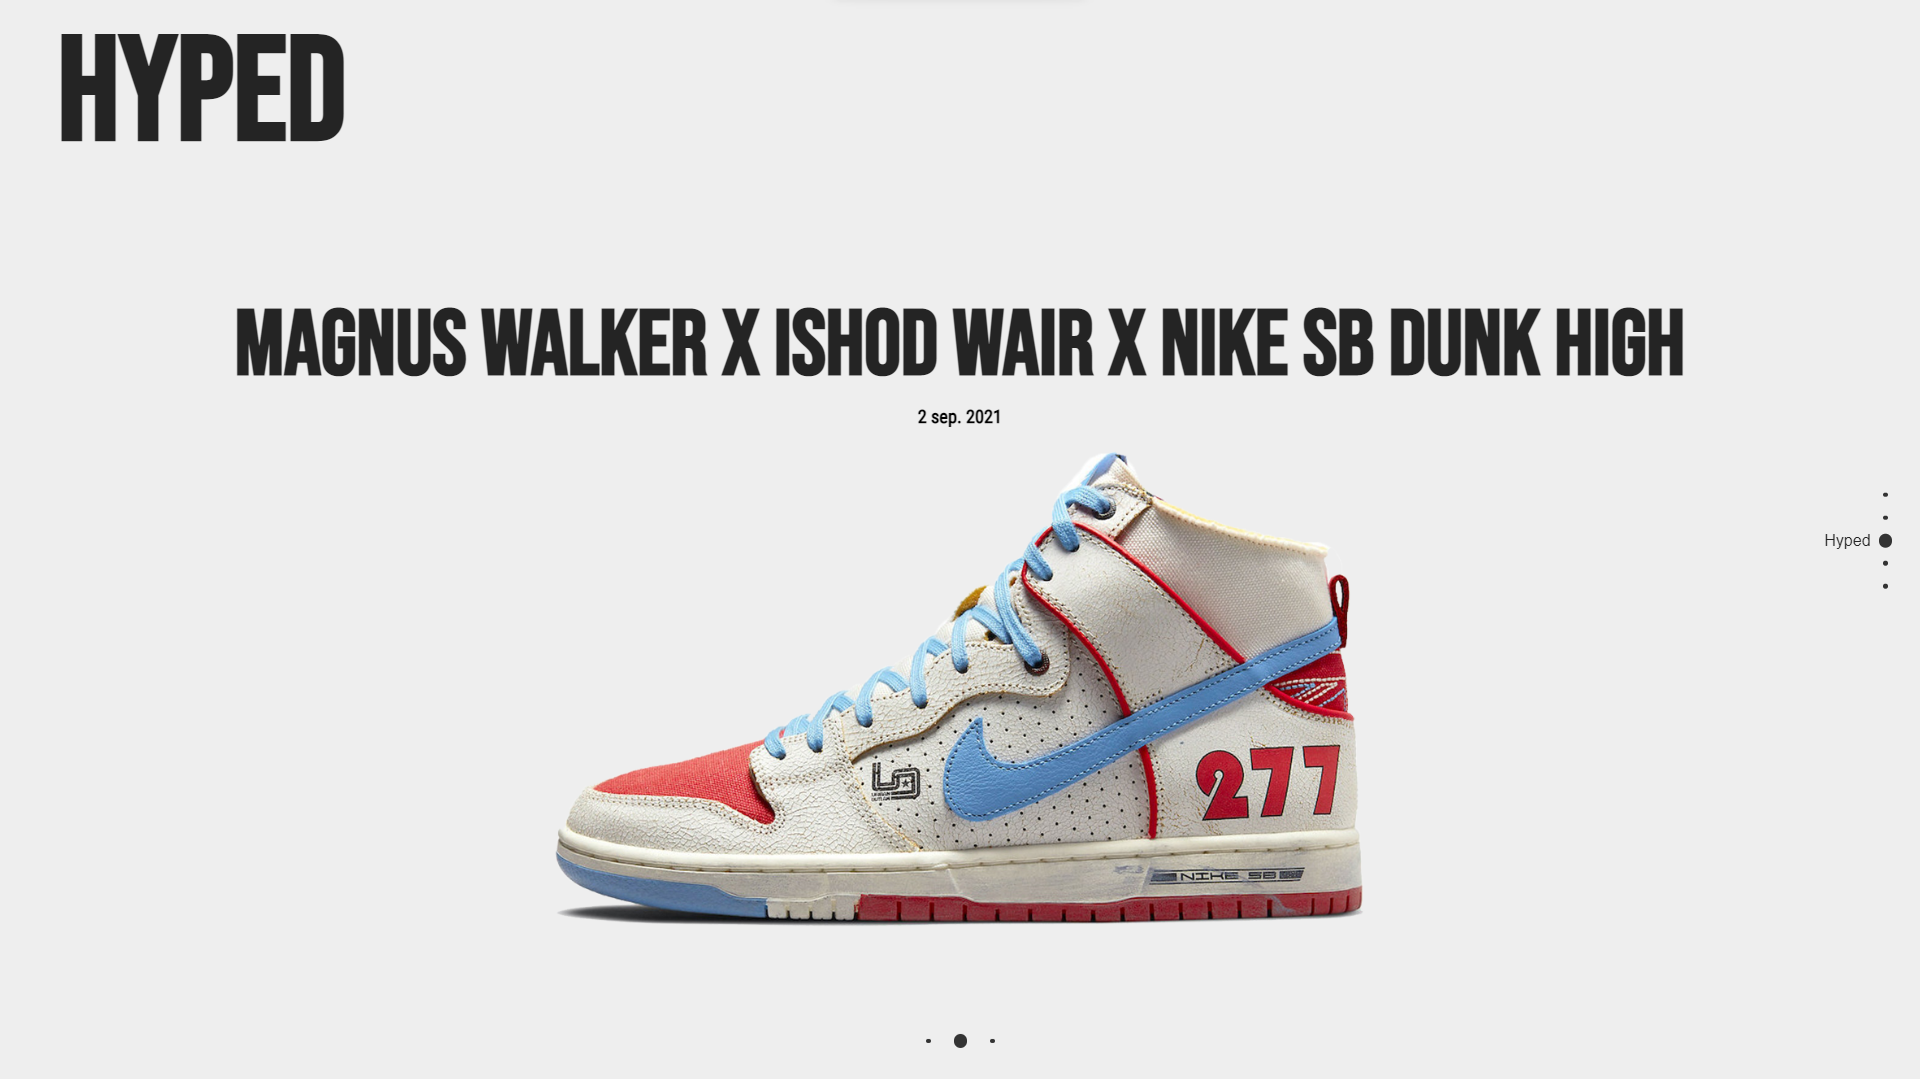 HYPED
MAGNUS WALKER X ISHOD WAIR X NIKE SB DUNK HIGH
2 sep. 2021
Hyped
277
NIKE SB